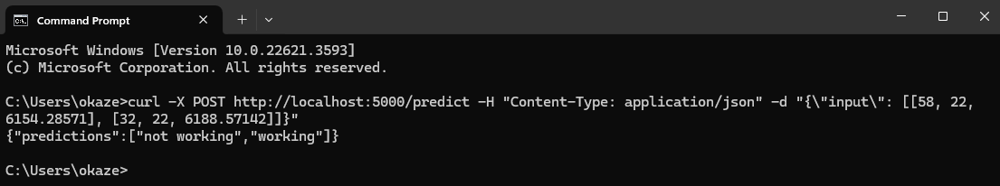 Command Prompt
Microsoft Windows [Version 10.0.22621.3593]
(c) Microsoft Corporation. All rights reserved.
C:\Users\okaze>curl -X POST http://localhost:5000/predict -H "Content-Type: application/json" -d "{\"input\": [[58, 22,
6154.28571], [32, 22, 6188.57142]]}"
{"predictions":["not working","working"]}
C:\Users\okaze>